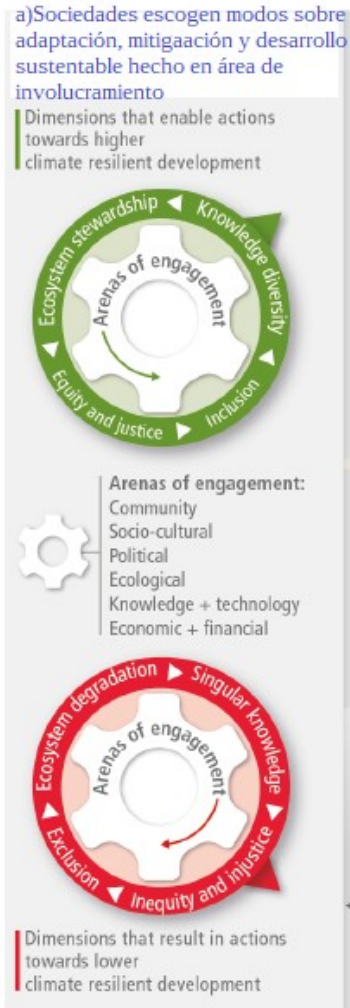 a)Sociedades escogen modos sobre
adaptación, mitigaación y desarrollo
sustentable hecho en área de
involucramiento
Dimensions that enable actions
towards higher
climate resilient development
Ecosystem stewardship
Knowledge diversity
Inclusion
Equity and justice
Arenas of engagement
Arenas of engagement:
Community
Socio-cultural
Political
Ecological
Knowledge + technology
Economic + financial
Ecosystem degradation
Singular knowledge
Inequity and injustice
Exclusion
Arenas of engagement
Dimensions that result in actions
towards lower
climate resilient development